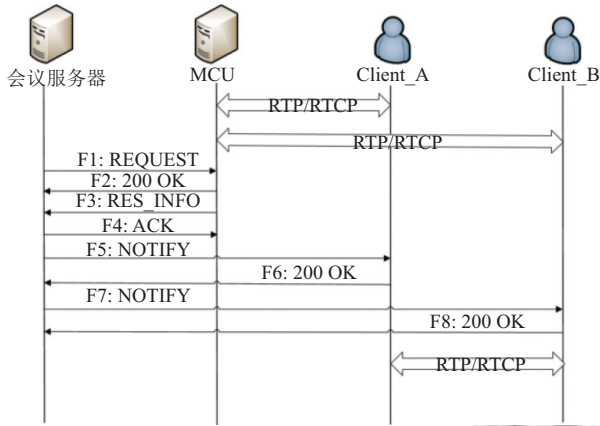 会议服务器 MCU Client_A Client_B
RTP/RTCP
RTP/RTCP
F1: REQUEST
F2: 200 OK
F3: RES_INFO
F4: ACK
F5: NOTIFY
F6: 200 OK
F7: NOTIFY
F8: 200 OK
RTP/RTCP